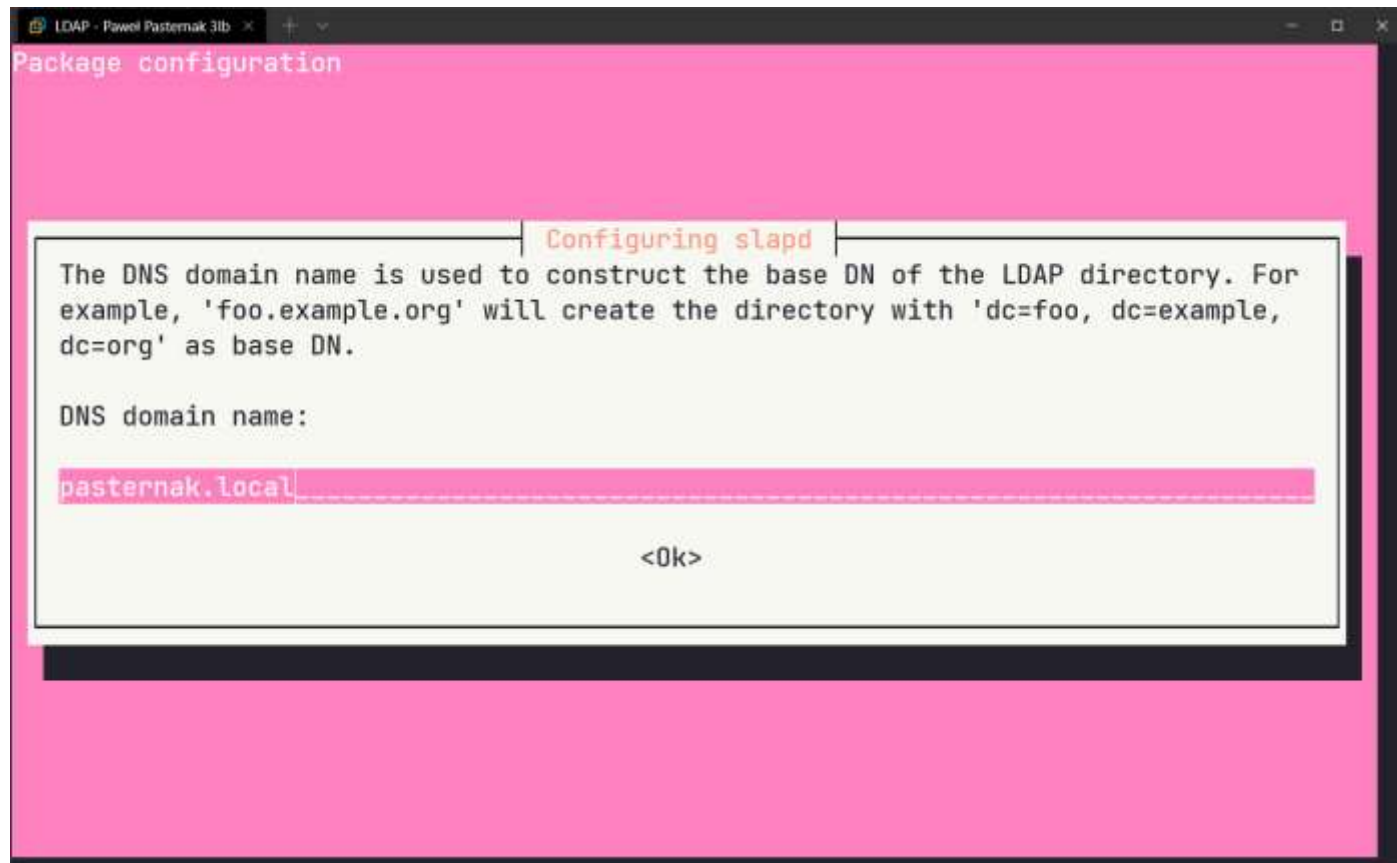 LDAP - Paweł Pasternak 3lb
Package configuration
Configuring slapd
The DNS domain name is used to construct the base DN of the LDAP directory. For
example, 'foo.example.org' will create the directory with 'dc=foo, dc=example,
dc=org' as base DN.
DNS domain name:
pasternak.local
<Ok>